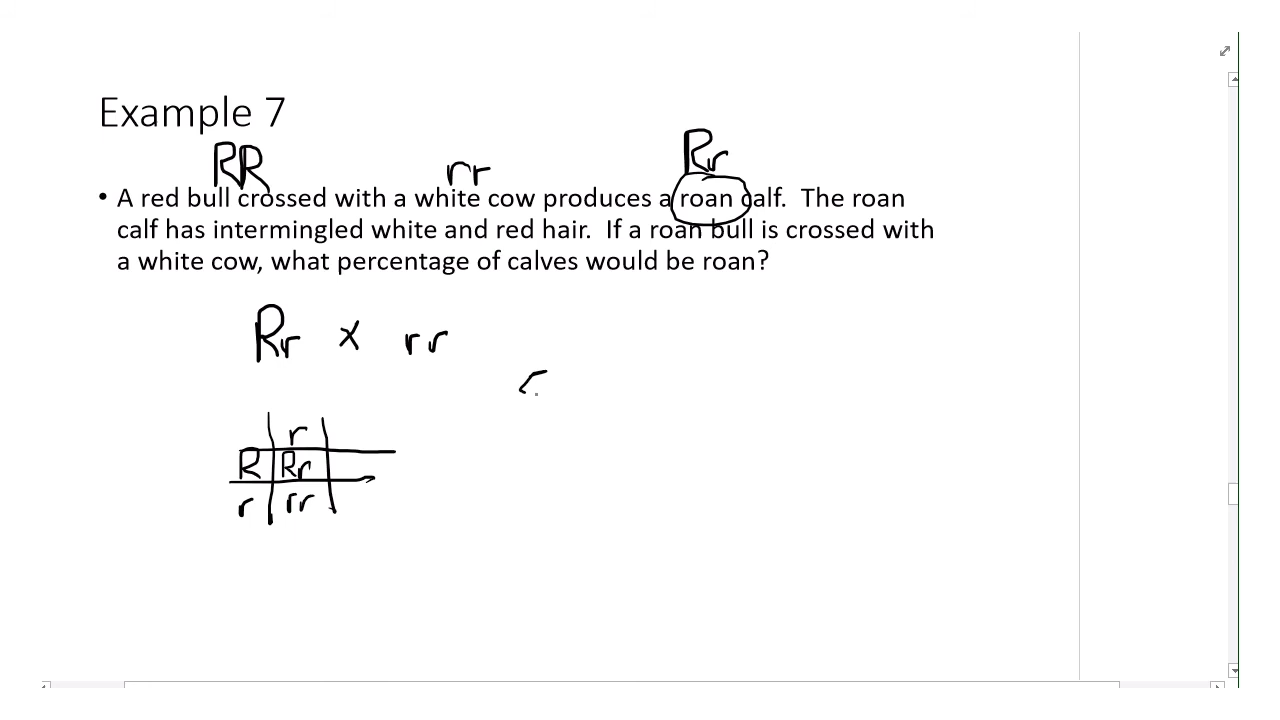 Example 7
RR rr Rr
• A red bull crossed with a white cow produces a roan calf. The roan
calf has intermingled white and red hair. If a roan bull is crossed with
a white cow, what percentage of calves would be roan?
Rr x rr
r
R Rr
r rr